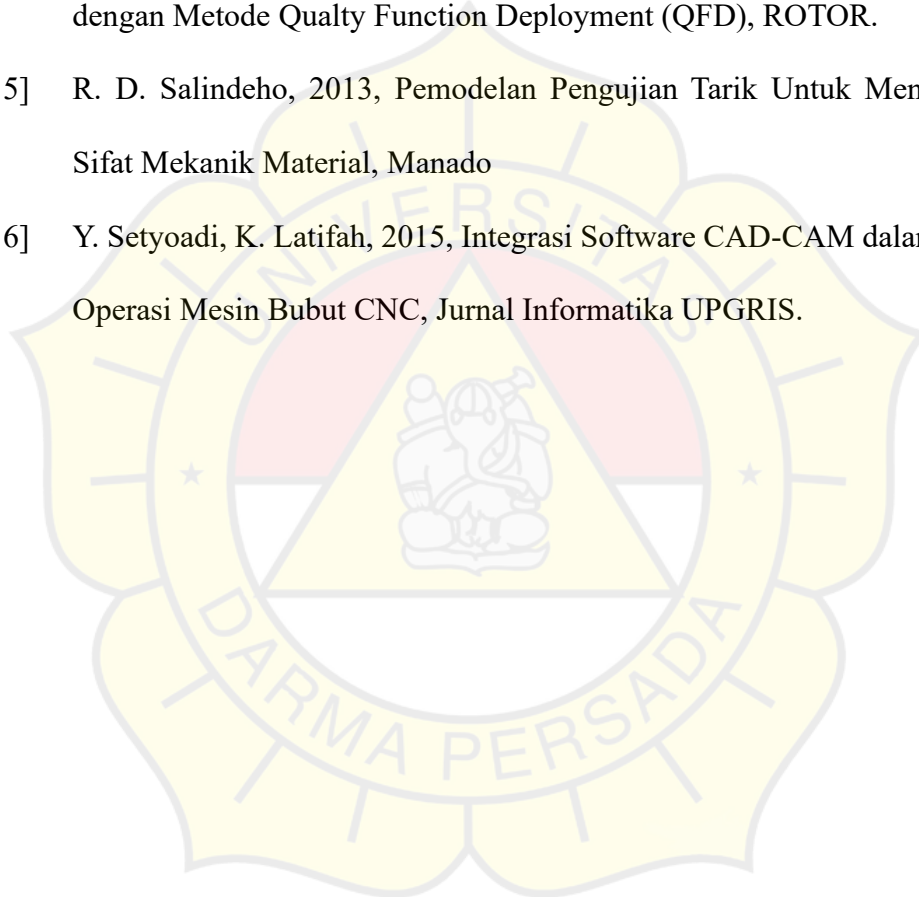 dengan Metode Qualty Function Deployment (QFD), ROTOR.
5] R. D. Salindeho, 2013, Pemodelan Pengujian Tarik Untuk Men
Sifat Mekanik Material, Manado
6] Y. Setyoadi, K. Latifah, 2015, Integrasi Software CAD-CAM dalam
Operasi Mesin Bubut CNC, Jurnal Informatika UPGRIS.
UNIVERSITAS
DARMA PERSADA